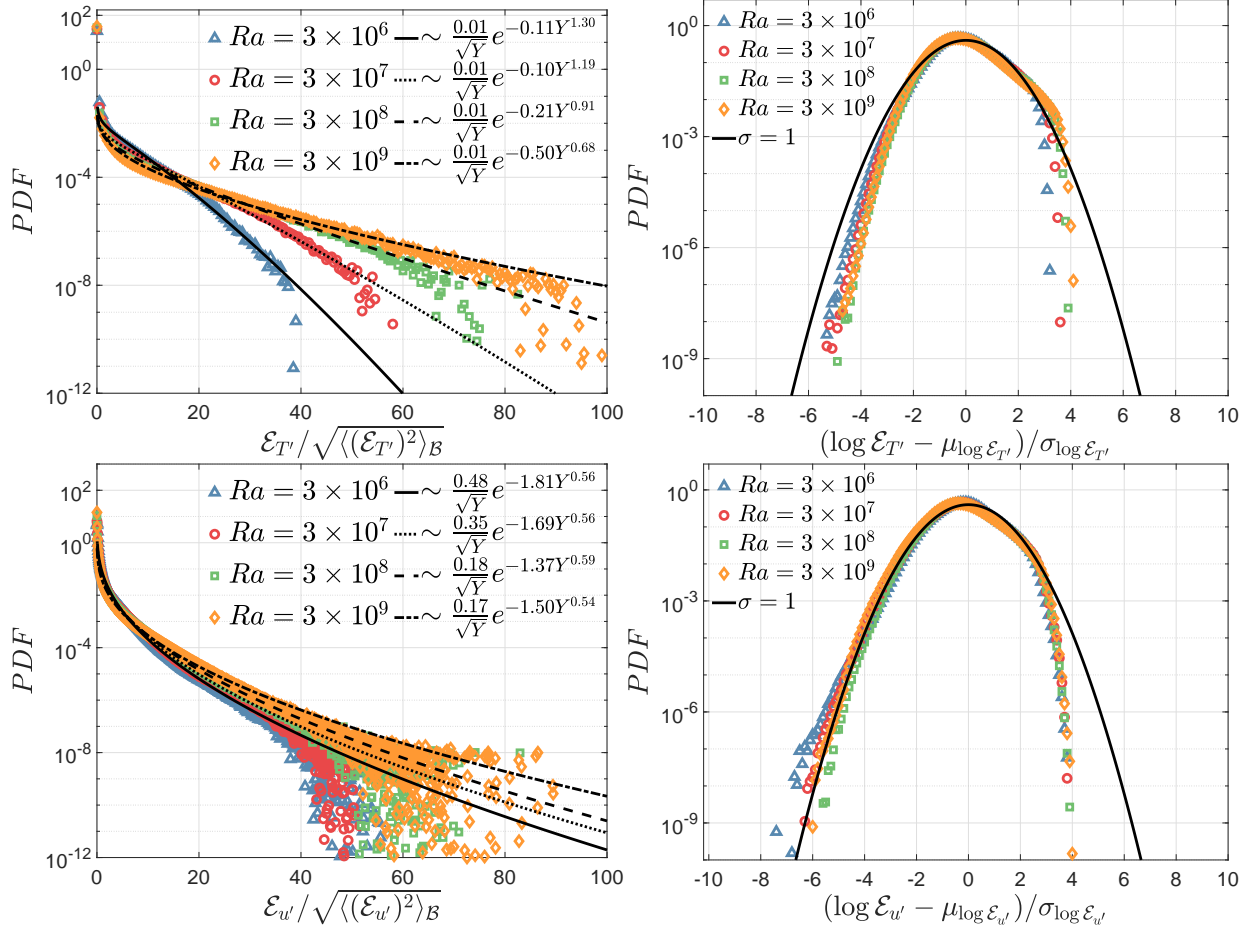 10^2
10^0
10^-4
10^-8
10^-12
PDF
Ra = 3 × 10^6 ∼ 0.01/√Y e^{-0.11Y^{1.30}}
Ra = 3 × 10^7 ∼ 0.01/√Y e^{-0.10Y^{1.19}}
Ra = 3 × 10^8 ∼ 0.01/√Y e^{-0.21Y^{0.91}}
Ra = 3 × 10^9 ∼ 0.01/√Y e^{-0.50Y^{0.68}}
0 20 40 60 80 100
ℰ_{T′}/√⟨(ℰ_{T′})^2⟩_ℬ
10^0
10^-3
10^-6
10^-9
PDF
Ra = 3 × 10^6
Ra = 3 × 10^7
Ra = 3 × 10^8
Ra = 3 × 10^9
σ = 1
-10 -8 -6 -4 -2 0 2 4 6 8 10
(log ℰ_{T′} − μ_{log ℰ_{T′}})/σ_{log ℰ_{T′}}
10^2
10^0
10^-4
10^-8
10^-12
PDF
Ra = 3 × 10^6 ∼ 0.48/√Y e^{-1.81Y^{0.56}}
Ra = 3 × 10^7 ∼ 0.35/√Y e^{-1.69Y^{0.56}}
Ra = 3 × 10^8 ∼ 0.18/√Y e^{-1.37Y^{0.59}}
Ra = 3 × 10^9 ∼ 0.17/√Y e^{-1.50Y^{0.54}}
0 20 40 60 80 100
ℰ_{u′}/√⟨(ℰ_{u′})^2⟩_ℬ
10^0
10^-3
10^-6
10^-9
PDF
Ra = 3 × 10^6
Ra = 3 × 10^7
Ra = 3 × 10^8
Ra = 3 × 10^9
σ = 1
-10 -8 -6 -4 -2 0 2 4 6 8 10
(log ℰ_{u′} − μ_{log ℰ_{u′}})/σ_{log ℰ_{u′}}